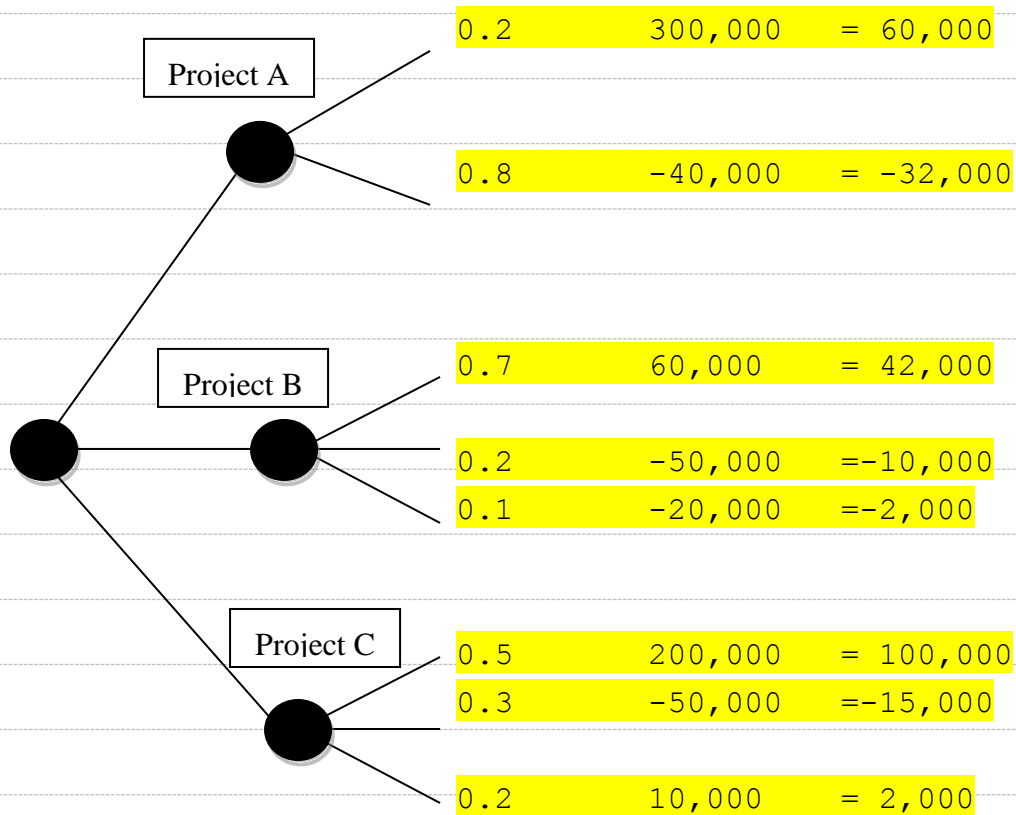 0.2 300,000 = 60,000
Project A
0.8 -40,000 = -32,000
0.7 60,000 = 42,000
Project B
0.2 -50,000 =-10,000
0.1 -20,000 =-2,000
Project C
0.5 200,000 = 100,000
0.3 -50,000 =-15,000
0.2 10,000 = 2,000